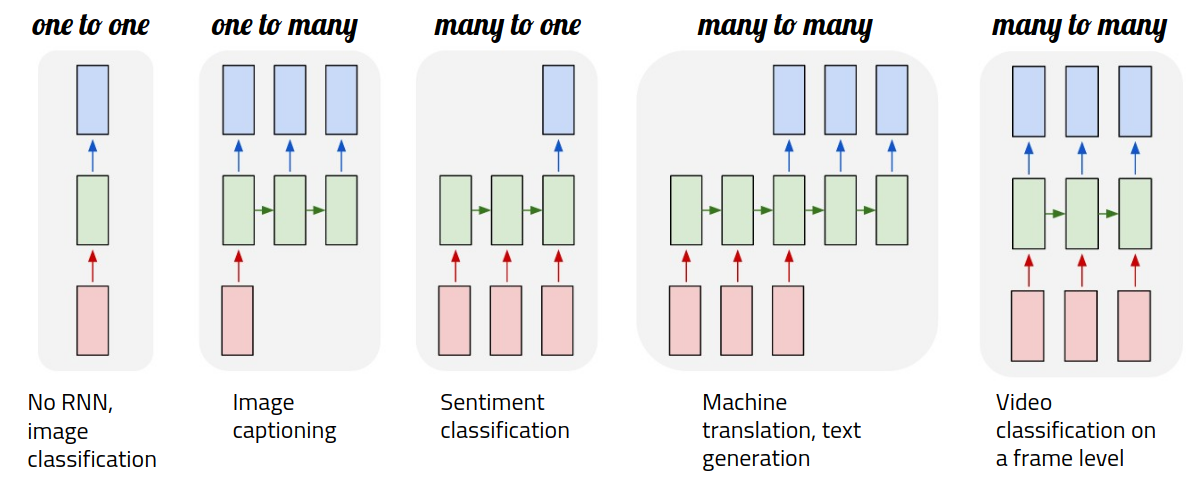 one to one
one to many
many to one
many to many
many to many
No RNN,
image
classification
Image
captioning
Sentiment
classification
Machine
translation, text
generation
Video
classification on
a frame level